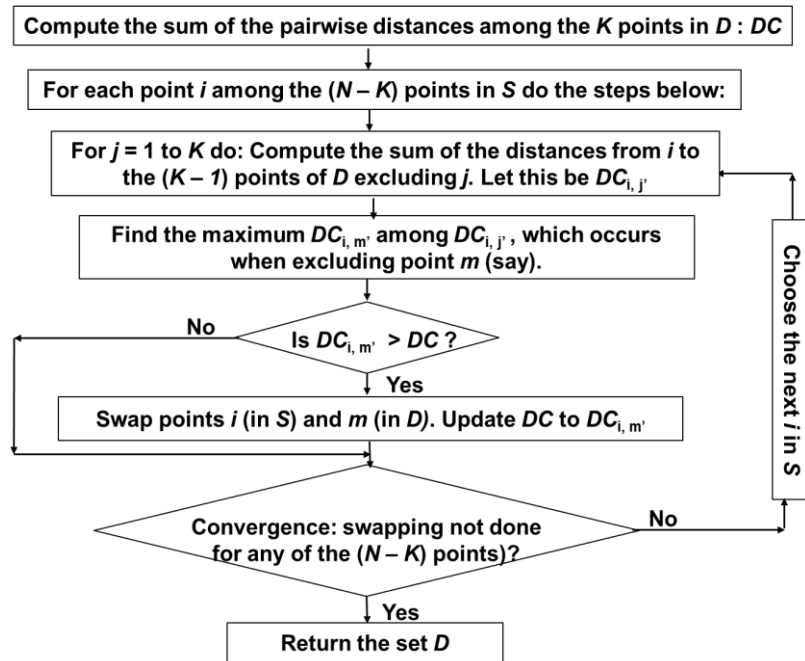 Compute the sum of the pairwise distances among the K points in D : DC
For each point i among the (N – K) points in S do the steps below:
For j = 1 to K do: Compute the sum of the distances from i to
the (K – 1) points of D excluding j. Let this be DCi, j'
Find the maximum DCi, m' among DCi, j' , which occurs
when excluding point m (say).
No
Is DCi, m' > DC ?
Yes
Swap points i (in S) and m (in D). Update DC to DCi, m'
Choose the next i in S
Convergence: swapping not done
for any of the (N – K) points)?
No
Yes
Return the set D